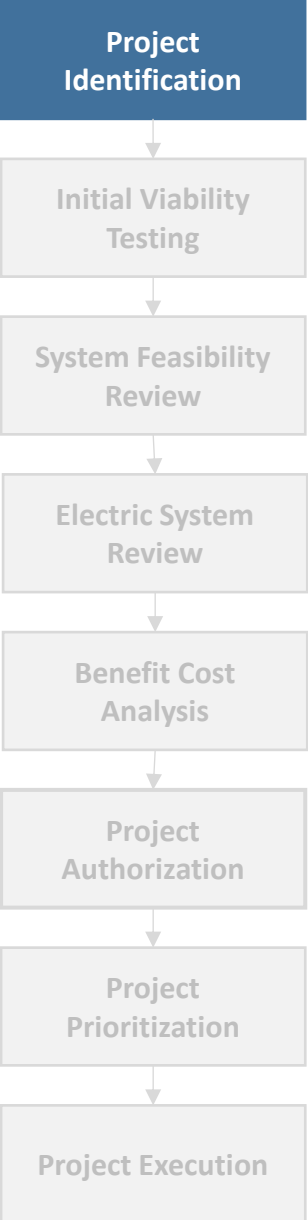 Project
Identification
Initial Viability
Testing
System Feasibility
Review
Electric System
Review
Benefit Cost
Analysis
Project
Authorization
Project
Prioritization
Project Execution